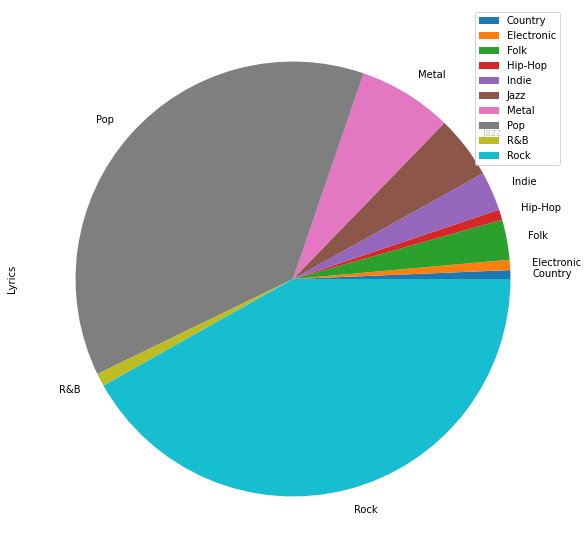 Country
Electronic
Folk
Hip-Hop
Indie
Jazz
Metal
Pop
R&B
Rock
Metal
Pop
Jazz
Indie
Hip-Hop
Folk
Electronic
Country
Lyrics
R&B
Rock